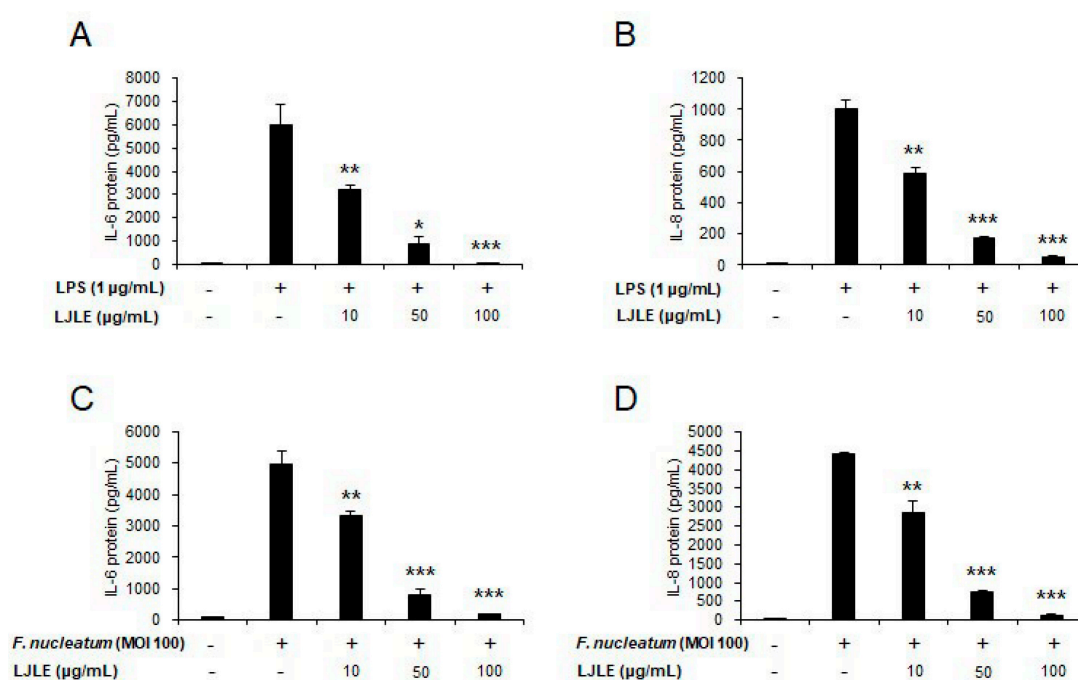 A
IL-6 protein (pg/mL)
8000
7000
6000
5000
4000
3000
2000
1000
0
**
*
***
LPS (1 µg/mL) - + + + +
LJLE (µg/mL) - - 10 50 100
B
IL-8 protein (pg/mL)
1200
1000
800
600
400
200
0
**
***
***
LPS (1 µg/mL) - + + + +
LJLE (µg/mL) - - 10 50 100
C
IL-6 protein (pg/mL)
6000
5000
4000
3000
2000
1000
0
**
***
***
F. nucleatum (MOI 100) - + + + +
LJLE (µg/mL) - - 10 50 100
D
IL-8 protein (pg/mL)
5000
4500
4000
3500
3000
2500
2000
1500
1000
500
0
**
***
***
F. nucleatum (MOI 100) - + + + +
LJLE (µg/mL) - - 10 50 100